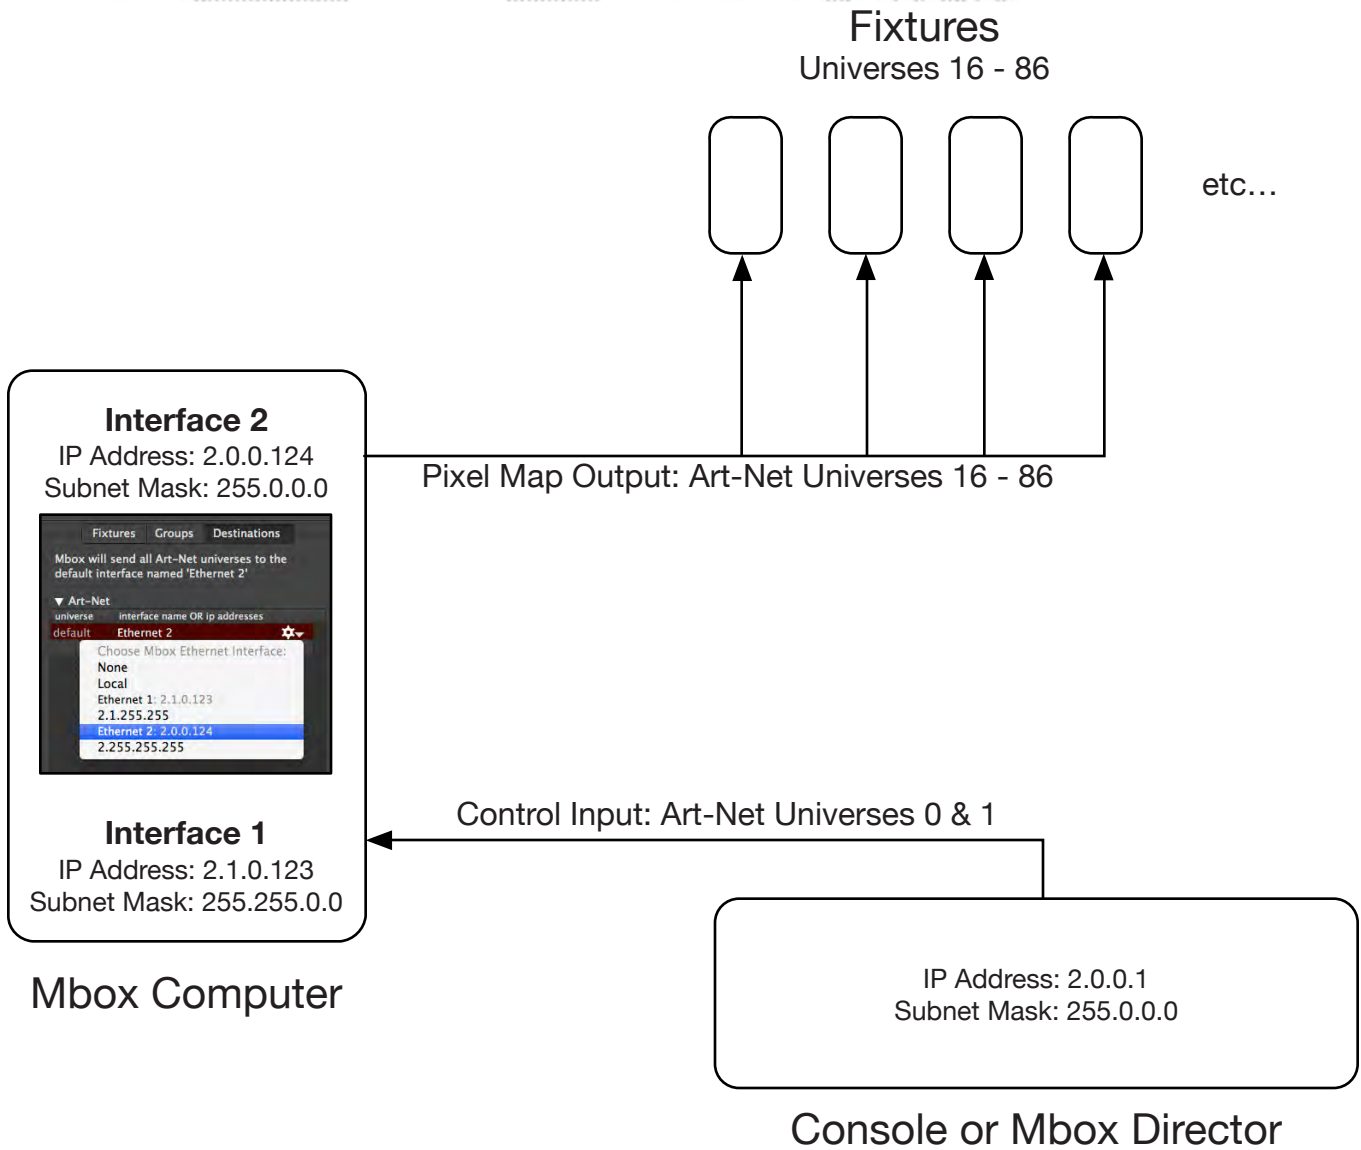 Fixtures
Universes 16 - 86
etc…
Interface 2
IP Address: 2.0.0.124
Subnet Mask: 255.0.0.0
Pixel Map Output: Art-Net Universes 16 - 86
Fixtures Groups Destinations
Mbox will send all Art-Net universes to the
default interface named 'Ethernet 2'
▼ Art-Net
universe interface name OR ip addresses
default Ethernet 2
Choose Mbox Ethernet Interface:
None
Local
Ethernet 1: 2.1.0.123
2.1.255.255
Ethernet 2: 2.0.0.124
2.255.255.255
Control Input: Art-Net Universes 0 & 1
Interface 1
IP Address: 2.1.0.123
Subnet Mask: 255.255.0.0
Mbox Computer
IP Address: 2.0.0.1
Subnet Mask: 255.0.0.0
Console or Mbox Director